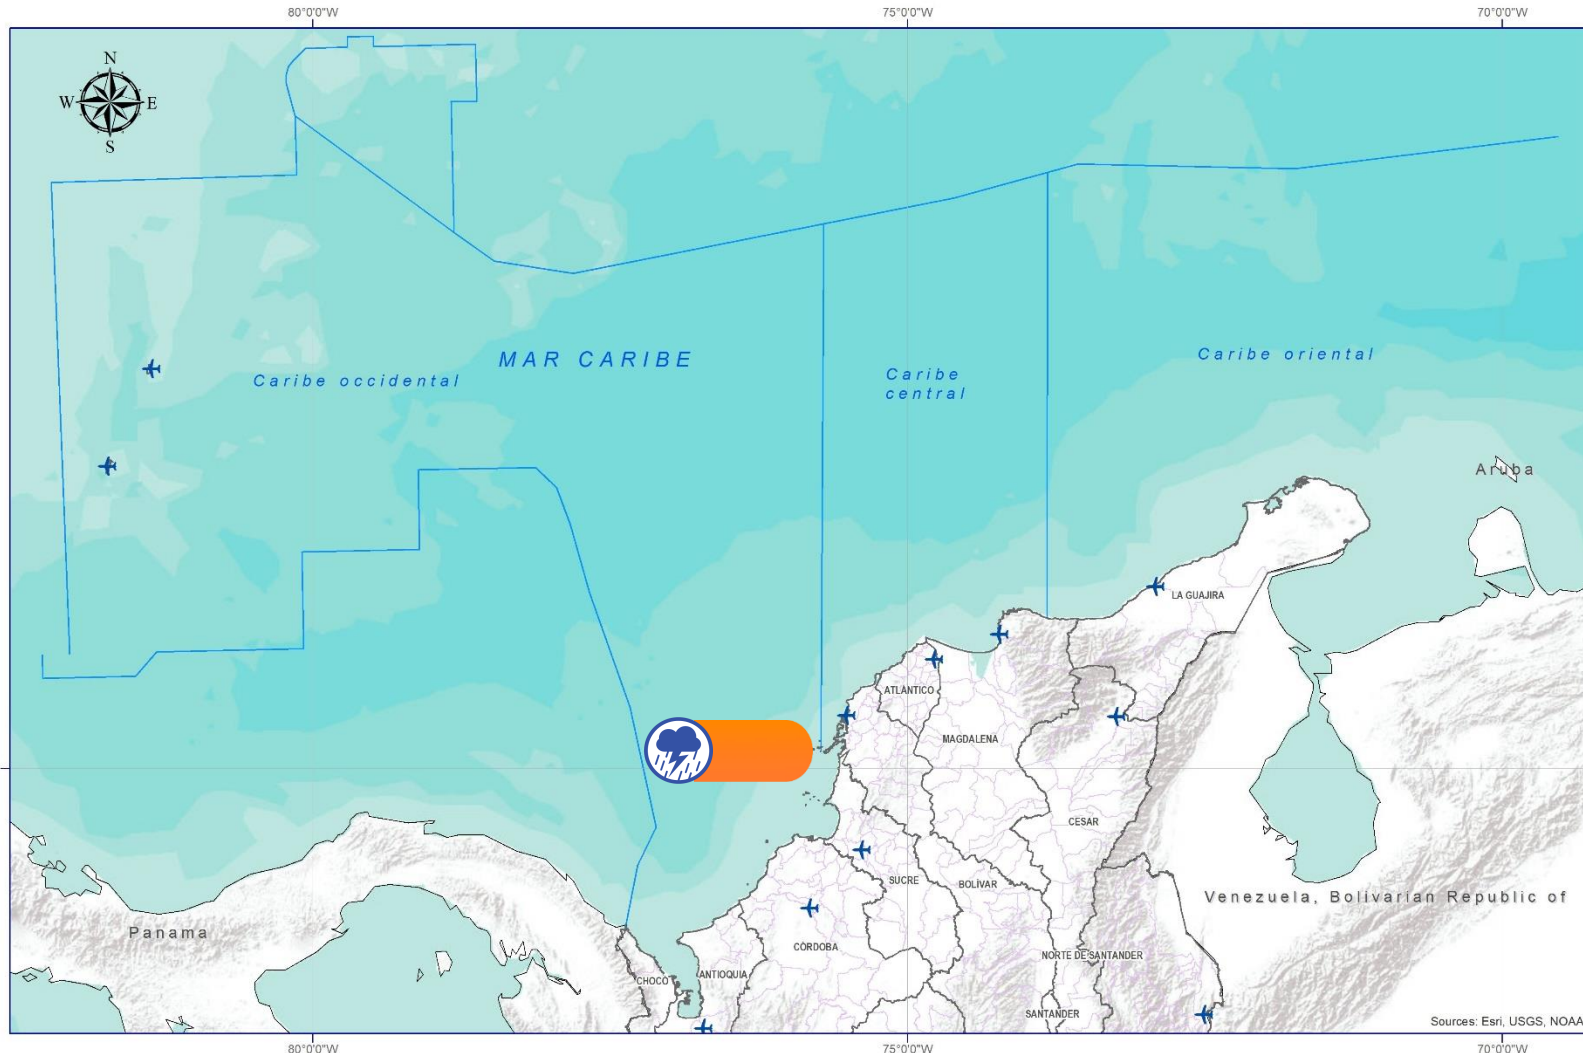 80°0'0"W
75°0'0"W
70°0'0"W
N
W
E
S
MAR CARIBE
Caribe occidental
Caribe
central
Caribe oriental
Aruba
LA GUAJIRA
ATLANTICO
MAGDALENA
CESAR
SUCRE
BOLÍVAR
Venezuela, Bolivarian Republic of
Panama
CÓRDOBA
NORTE DE SANTANDER
CHOCO
ANTIOQUIA
SANTANDER
Sources: Esri, USGS, NOAA
80°0'0"W
75°0'0"W
70°0'0"W